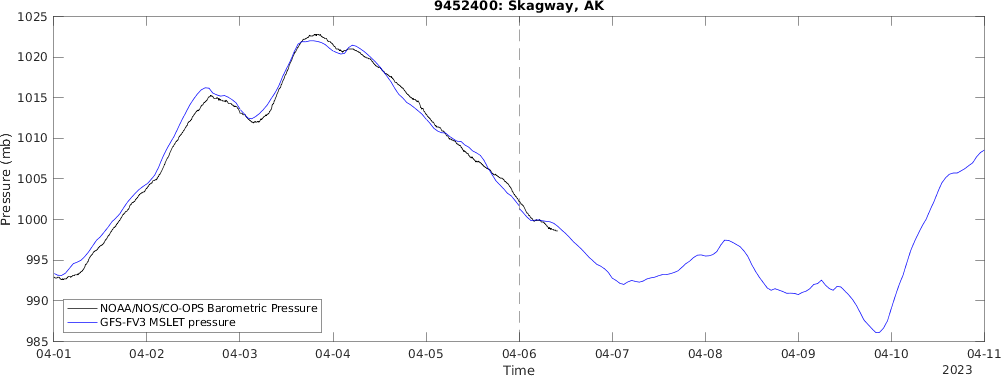 9452400: Skagway, AK
Pressure (mb)
1025
1020
1015
1010
1005
1000
995
990
985
NOAA/NOS/CO-OPS Barometric Pressure
GFS-FV3 MSLET pressure
04-01 04-02 04-03 04-04 04-05 04-06 04-07 04-08 04-09 04-10 04-11
Time
2023